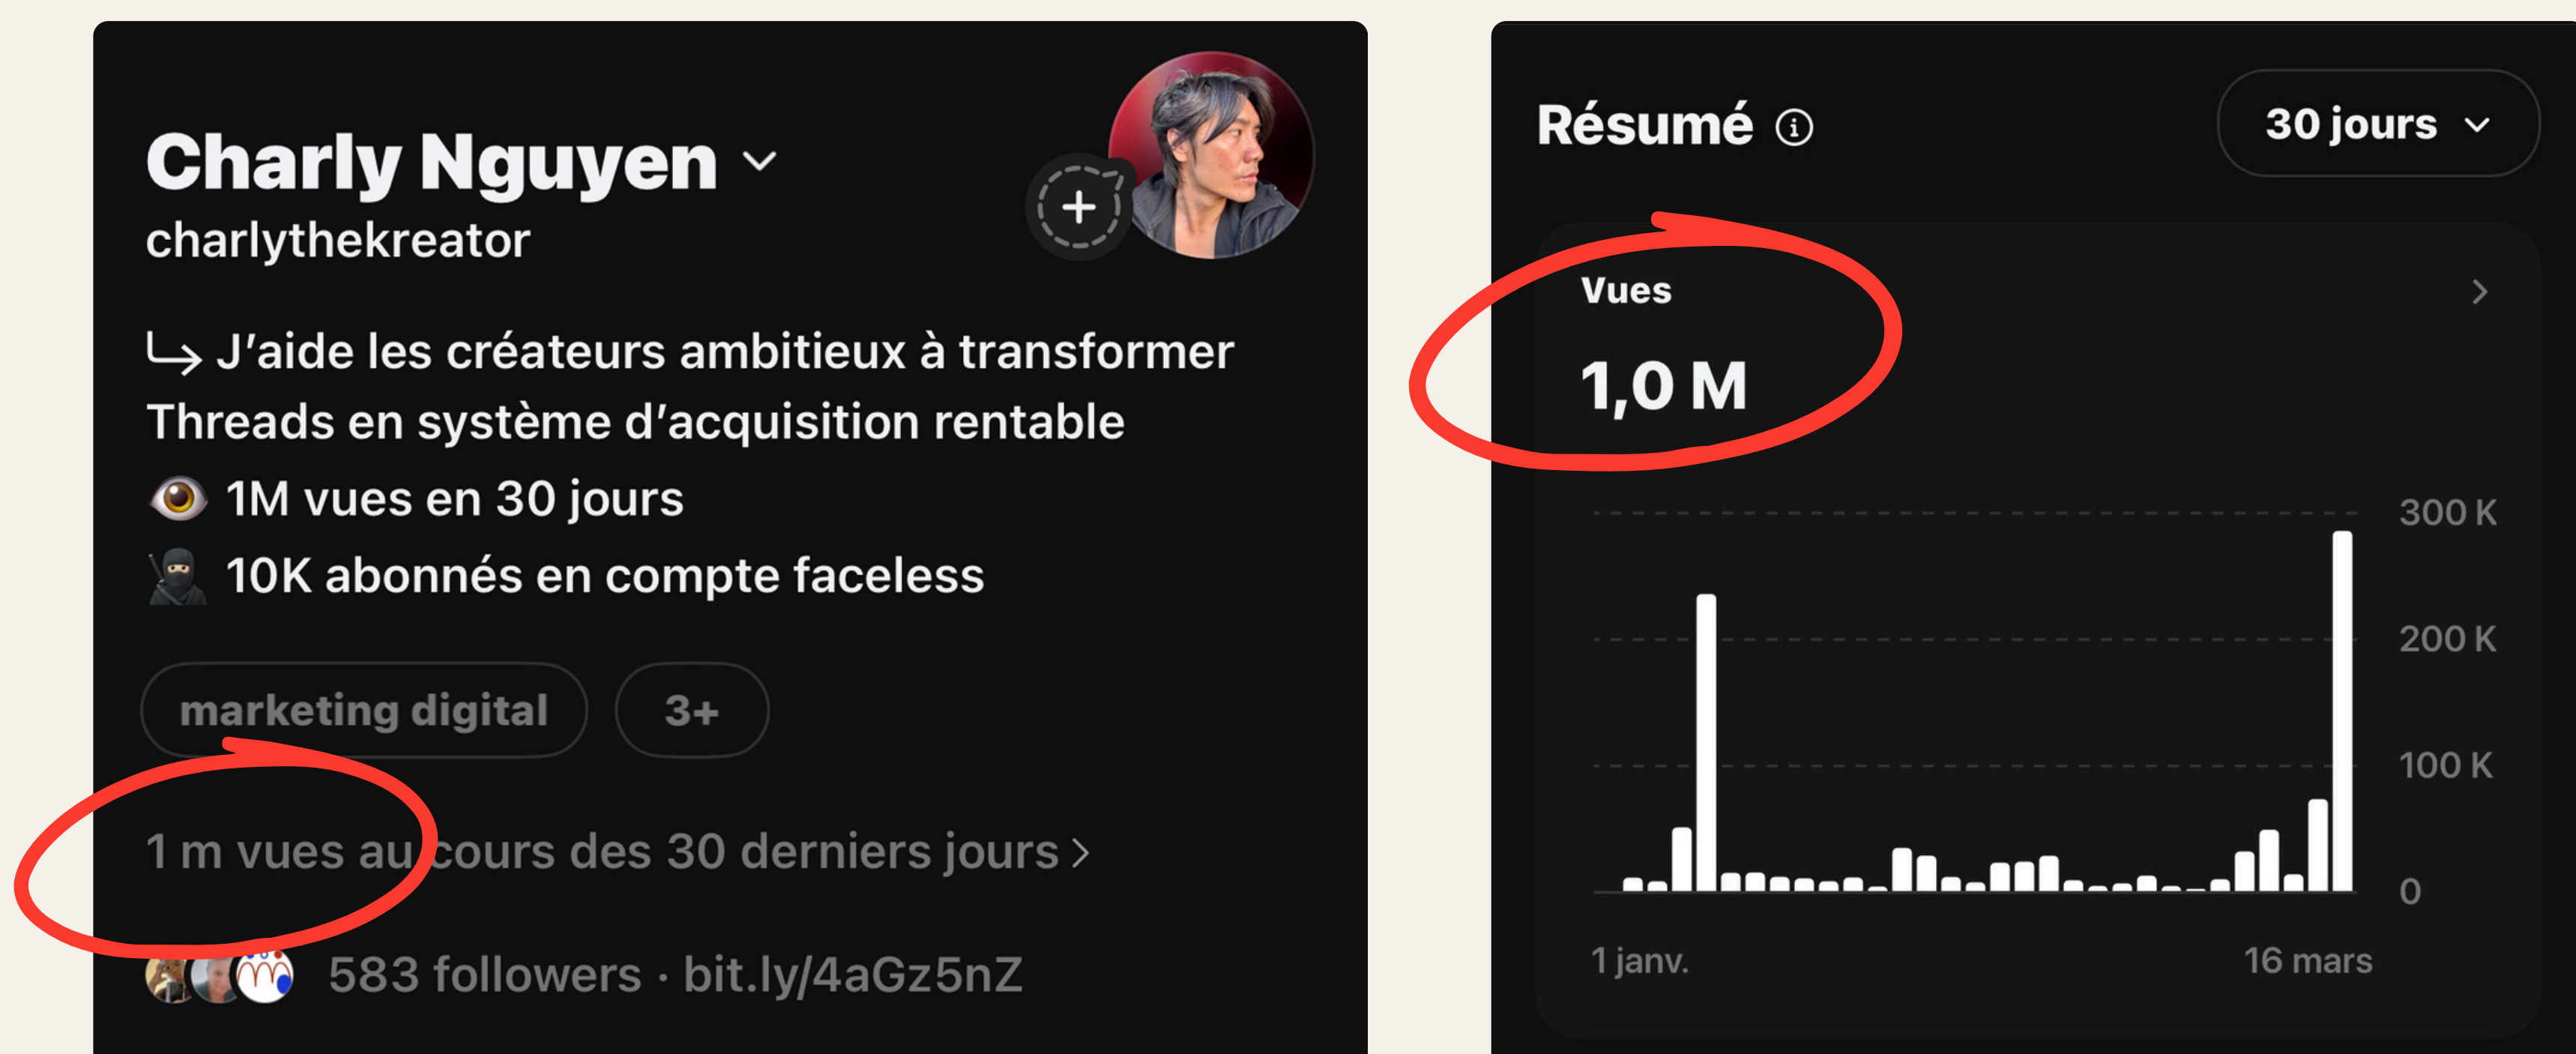 Charly Nguyen
charlythekreator
J’aide les créateurs ambitieux à transformer
Threads en système d’acquisition rentable
1M vues en 30 jours
10K abonnés en compte faceless
marketing digital
3+
1 m vues au cours des 30 derniers jours
583 followers · bit.ly/4aGz5nZ
Résumé
30 jours
Vues
1,0 M
300 K
200 K
100 K
0
1 janv.
16 mars